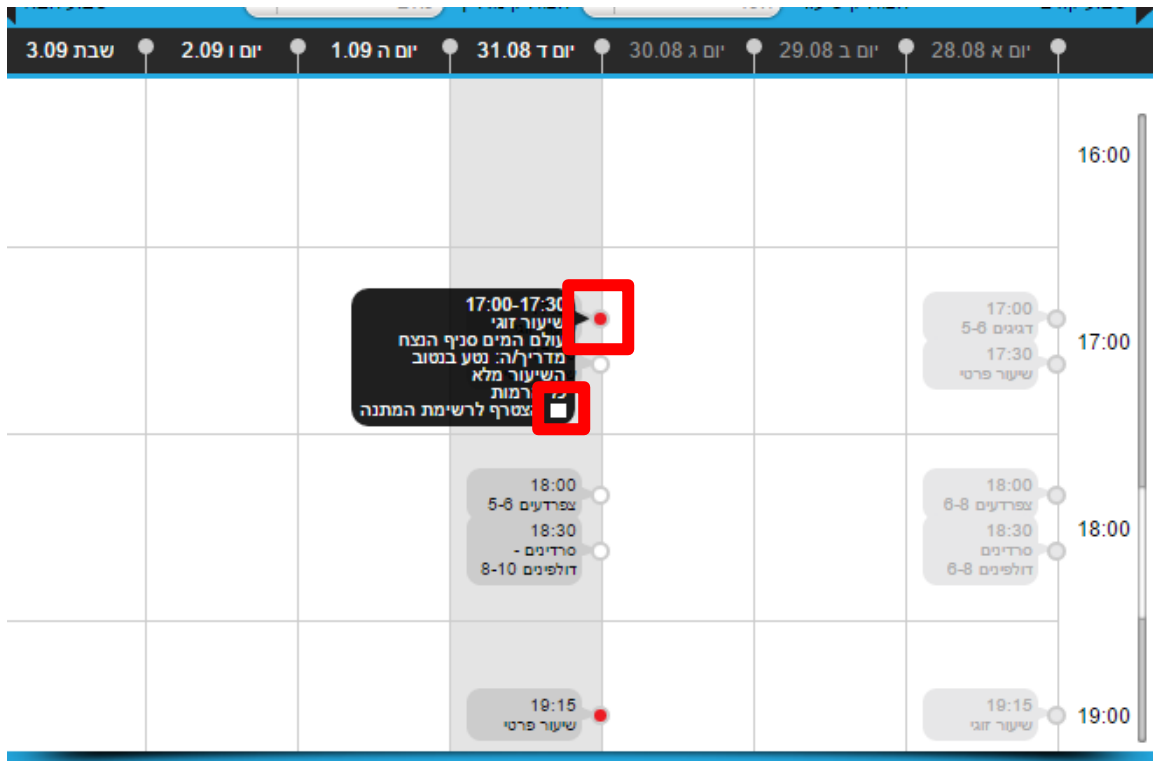 יום א 28.08
יום ב 29.08
יום ג 30.08
יום ד 31.08
יום ה 1.09
יום ו 2.09
שבת 3.09
16:00
17:00
17:00
דגיגים 5-6
17:30
שיעור פרטי
17:00-17:30
שיעור זוגי
עולם המים סניף הנצח
מדריך/ה: נטע בנטוב
השיעור מלא
הצטרף לרשימת המתנה
18:00
18:00
צפרדעים 6-8
18:30
סרדינים
דולפינים 6-8
18:00
צפרדעים 5-6
18:30
סרדינים -
דולפינים 8-10
19:00
19:15
שיעור זוגי
19:15
שיעור פרטי